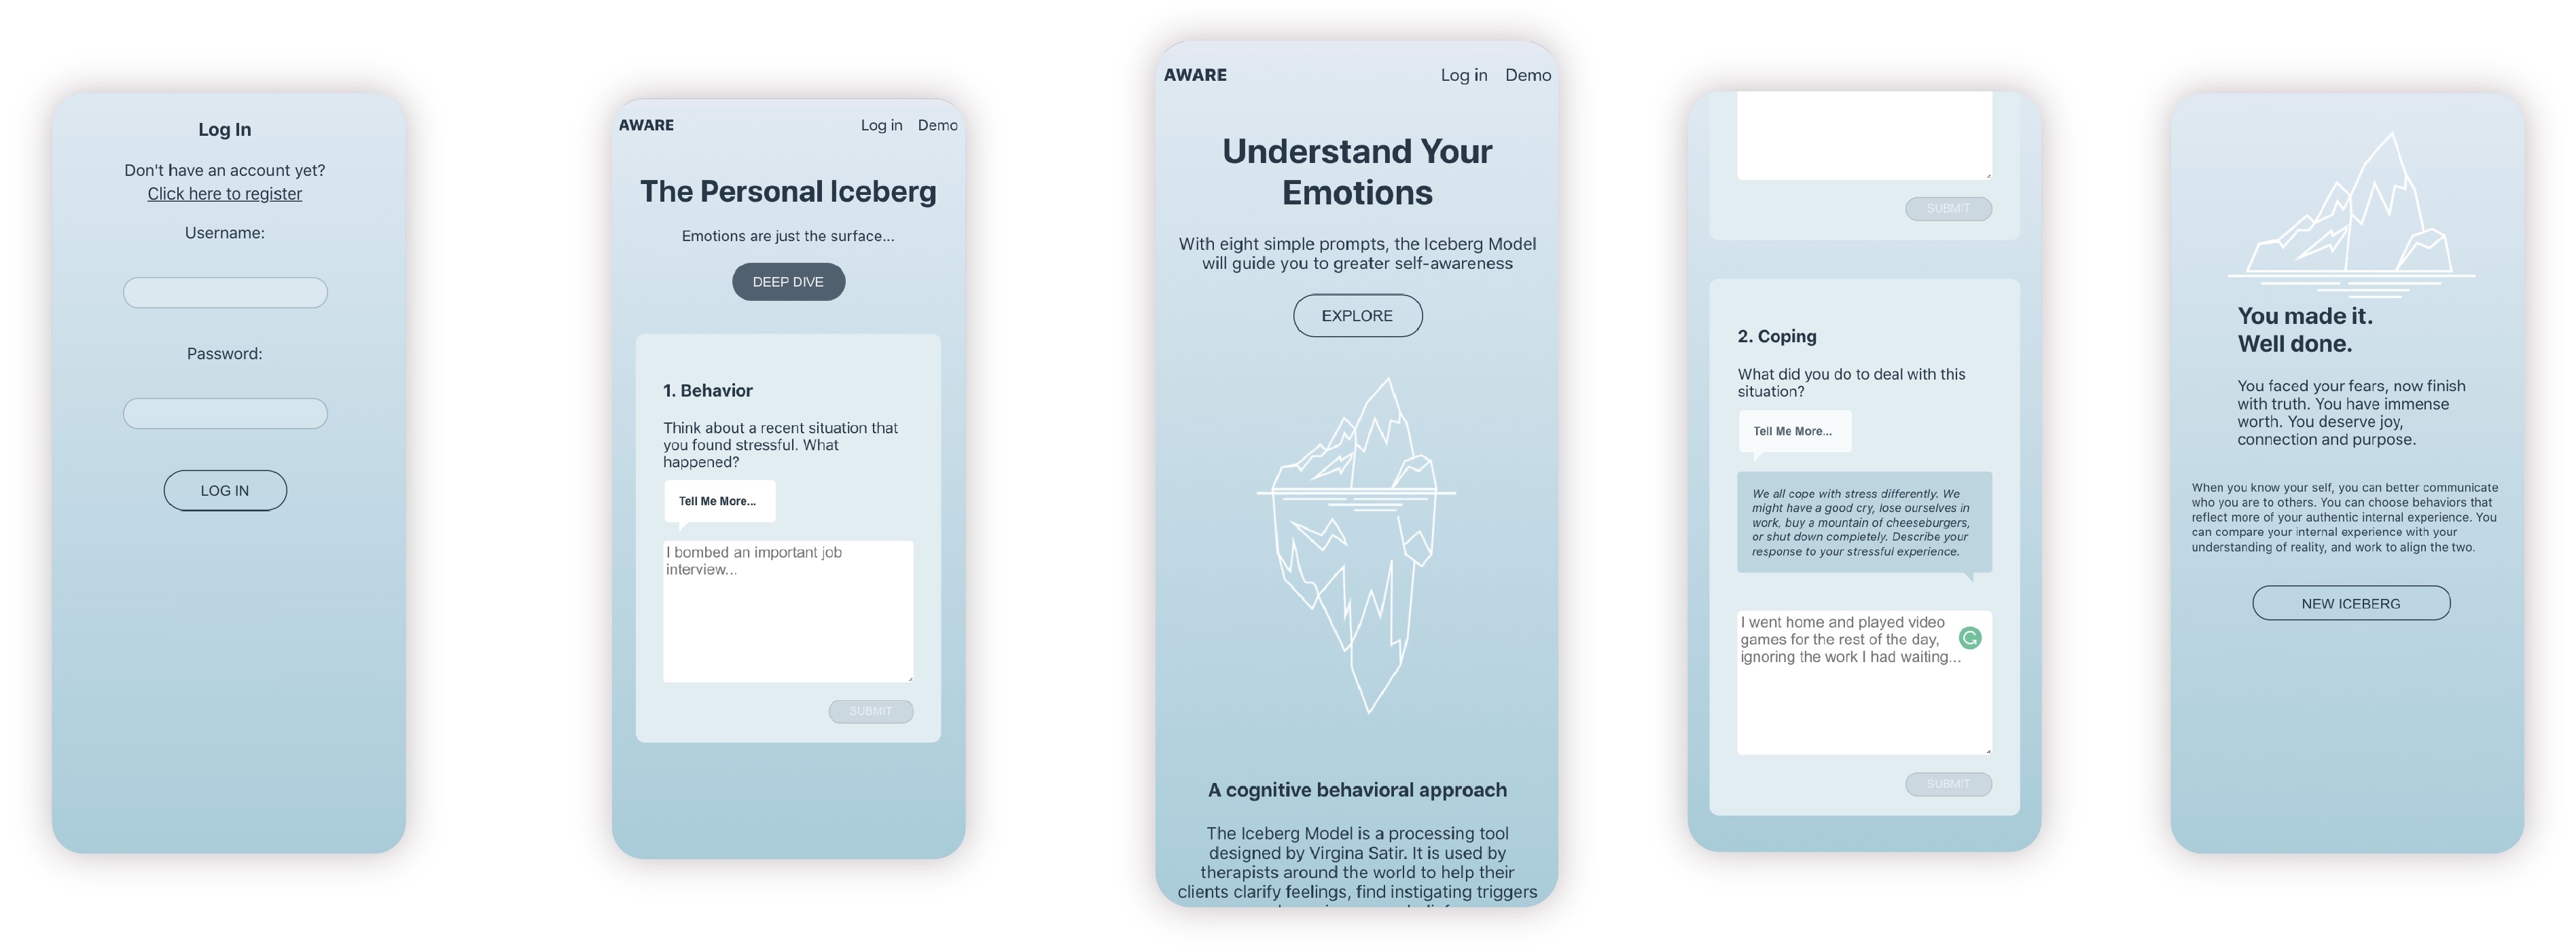 Log In
Don't have an account yet?
Click here to register
Username:
Password:
LOG IN
AWARE
Log in
Demo
The Personal Iceberg
Emotions are just the surface...
DEEP DIVE
1. Behavior
Think about a recent situation that
you found stressful. What
happened?
Tell Me More...
I bombed an important job
interview...
SUBMIT
AWARE
Log in
Demo
Understand Your
Emotions
With eight simple prompts, the Iceberg Model
will guide you to greater self-awareness
EXPLORE
A cognitive behavioral approach
The Iceberg Model is a processing tool
designed by Virgina Satir. It is used by
therapists around the world to help their
clients clarify feelings, find instigating triggers
SUBMIT
2. Coping
What did you do to deal with this
situation?
Tell Me More...
We all cope with stress differently. We
might have a good cry, lose ourselves in
work, buy a mountain of cheeseburgers,
or shut down completely. Describe your
response to your stressful experience.
I went home and played video
games for the rest of the day,
ignoring the work I had waiting...
SUBMIT
You made it.
Well done.
You faced your fears, now finish
with truth. You have immense
worth. You deserve joy,
connection and purpose.
When you know your self, you can better communicate
who you are to others. You can choose behaviors that
reflect more of your authentic internal experience. You
can compare your internal experience with your
understanding of reality, and work to align the two.
NEW ICEBERG